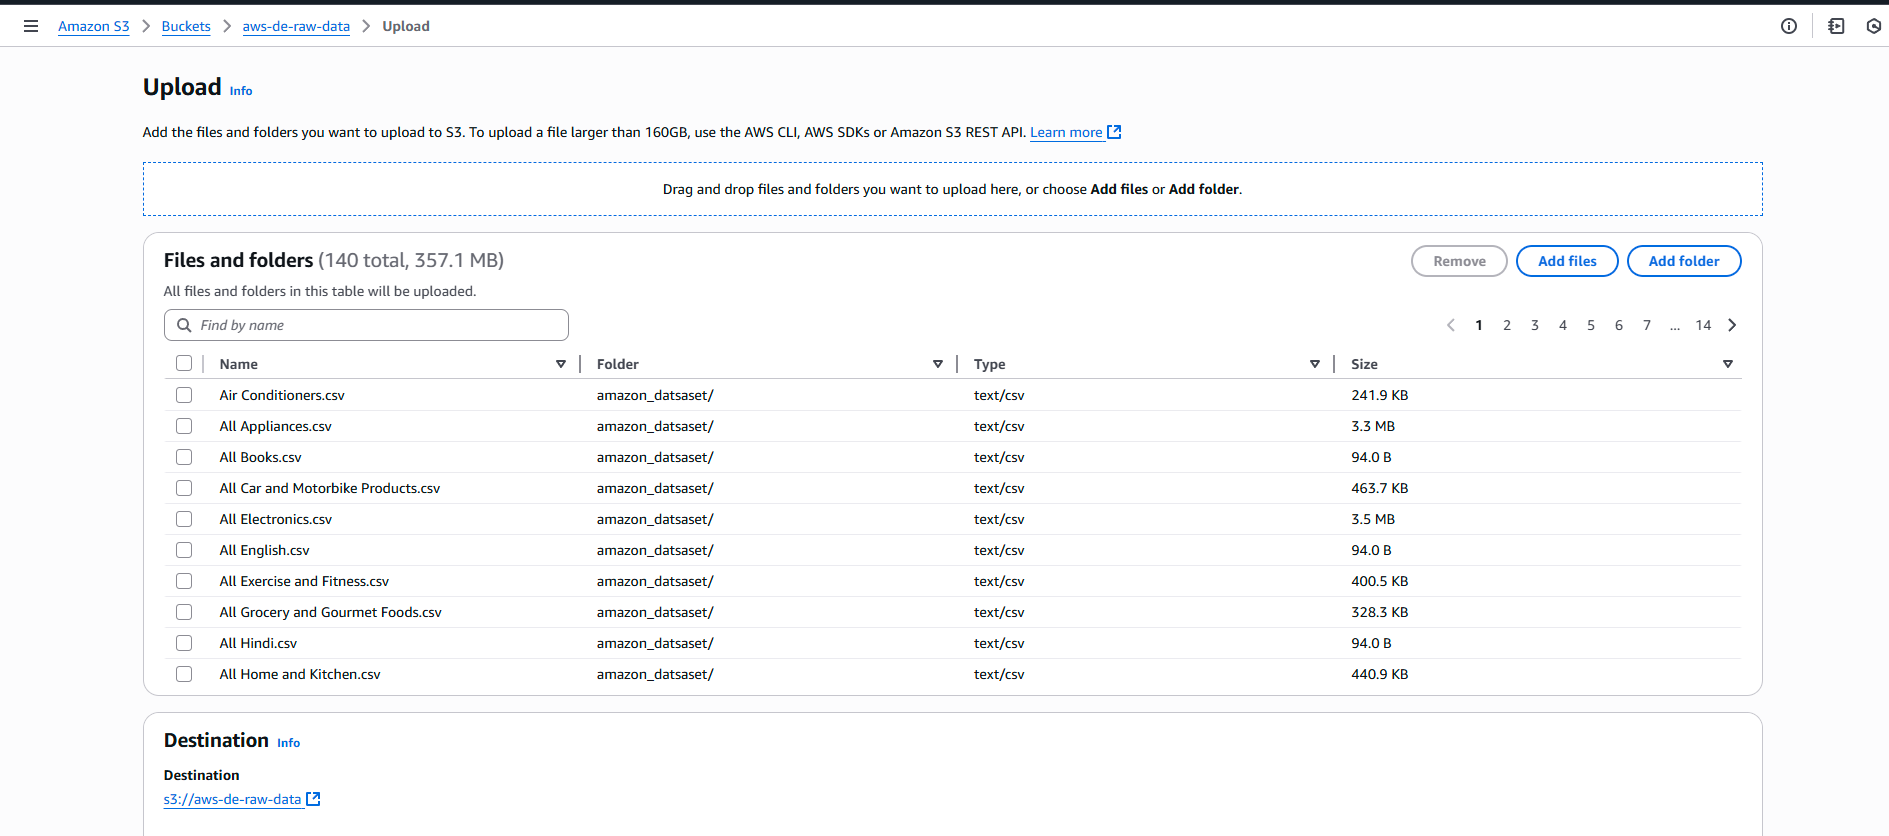 Amazon S3 > Buckets > aws-de-raw-data > Upload
Upload Info
Add the files and folders you want to upload to S3. To upload a file larger than 160GB, use the AWS CLI, AWS SDKs or Amazon S3 REST API. Learn more
Drag and drop files and folders you want to upload here, or choose Add files or Add folder.
Files and folders (140 total, 357.1 MB) Remove Add files Add folder
All files and folders in this table will be uploaded.
Find by name < 1 2 3 4 5 6 7 ... 14 >
Name Folder Type Size
Air Conditioners.csv amazon_datsaset/ text/csv 241.9 KB
All Appliances.csv amazon_datsaset/ text/csv 3.3 MB
All Books.csv amazon_datsaset/ text/csv 94.0 B
All Car and Motorbike Products.csv amazon_datsaset/ text/csv 463.7 KB
All Electronics.csv amazon_datsaset/ text/csv 3.5 MB
All English.csv amazon_datsaset/ text/csv 94.0 B
All Exercise and Fitness.csv amazon_datsaset/ text/csv 400.5 KB
All Grocery and Gourmet Foods.csv amazon_datsaset/ text/csv 328.3 KB
All Hindi.csv amazon_datsaset/ text/csv 94.0 B
All Home and Kitchen.csv amazon_datsaset/ text/csv 440.9 KB
Destination Info
Destination
s3://aws-de-raw-data